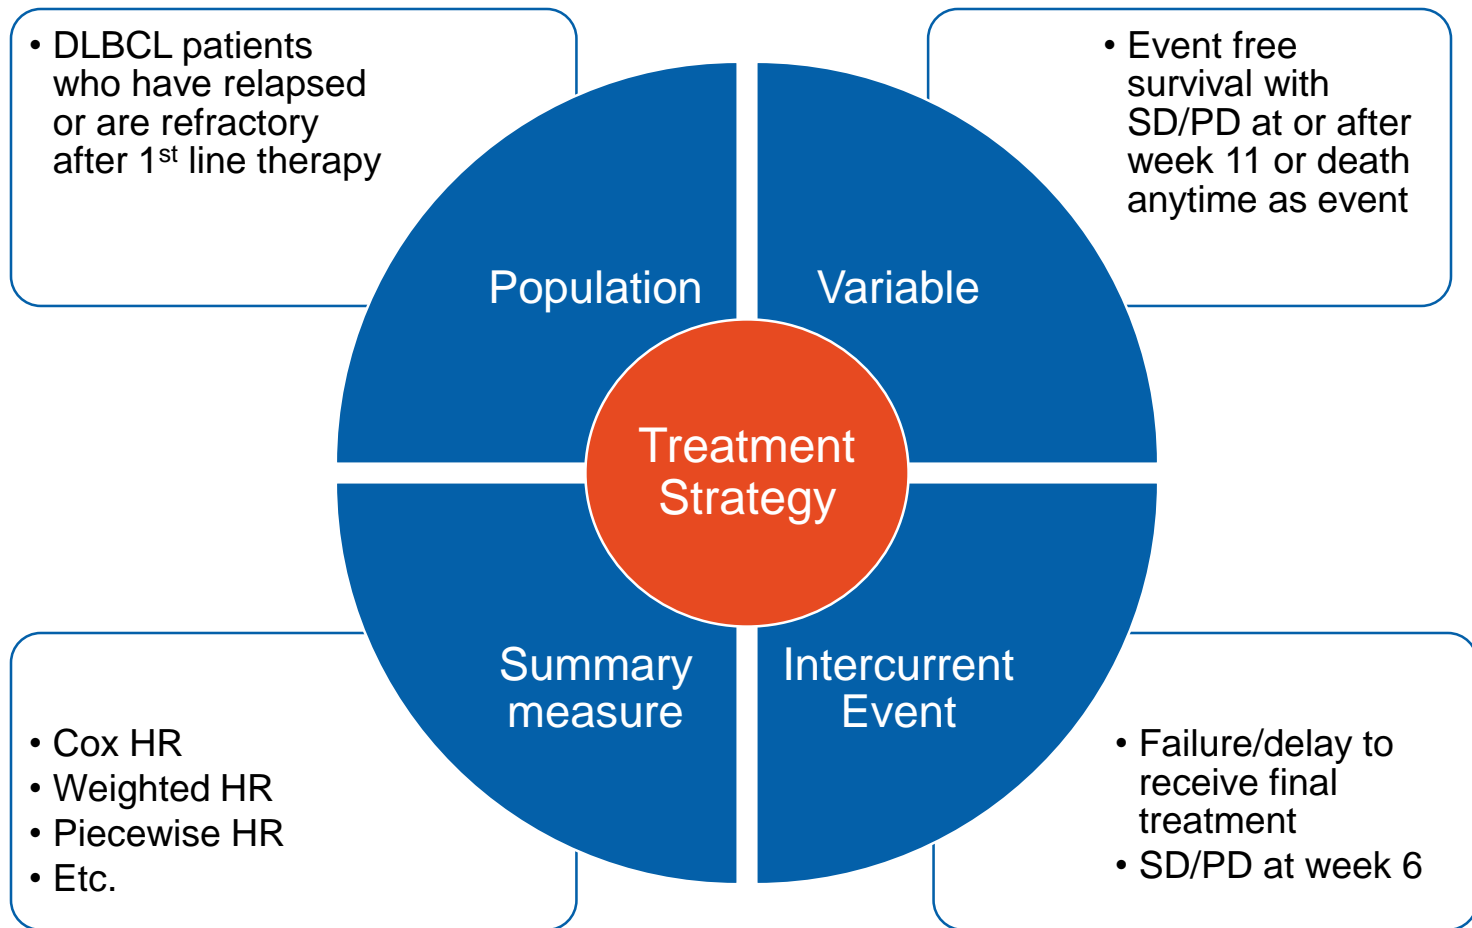 • DLBCL patients
who have relapsed
or are refractory
after 1st line therapy
• Event free
survival with
SD/PD at or after
week 11 or death
anytime as event
Population
Variable
Treatment
Strategy
Summary
measure
Intercurrent
Event
• Cox HR
• Weighted HR
• Piecewise HR
• Etc.
• Failure/delay to
receive final
treatment
• SD/PD at week 6